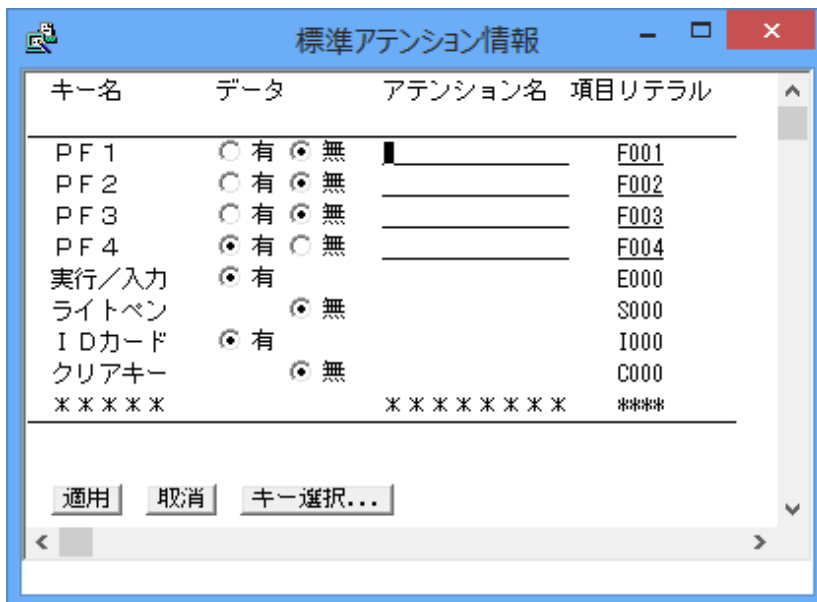 標準アテンション情報
キー名 データ アテンション名 項目リテラル
ＰＦ１ 有 無 F001
ＰＦ２ 有 無 F002
ＰＦ３ 有 無 F003
ＰＦ４ 有 無 F004
実行／入力 有 E000
ライトペン 無 S000
ＩＤカード 有 I000
クリアキー 無 C000
＊＊＊＊＊ ＊＊＊＊＊＊＊＊ ****
適用 取消 キー選択...